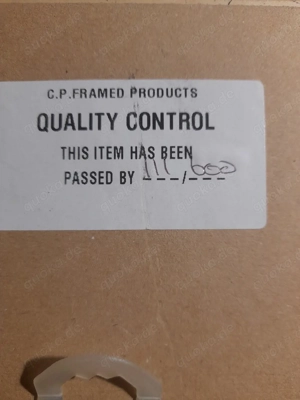 C.P.FRAMED PRODUCTS
QUALITY CONTROL
THIS ITEM HAS BEEN
PASSED BY ---/---